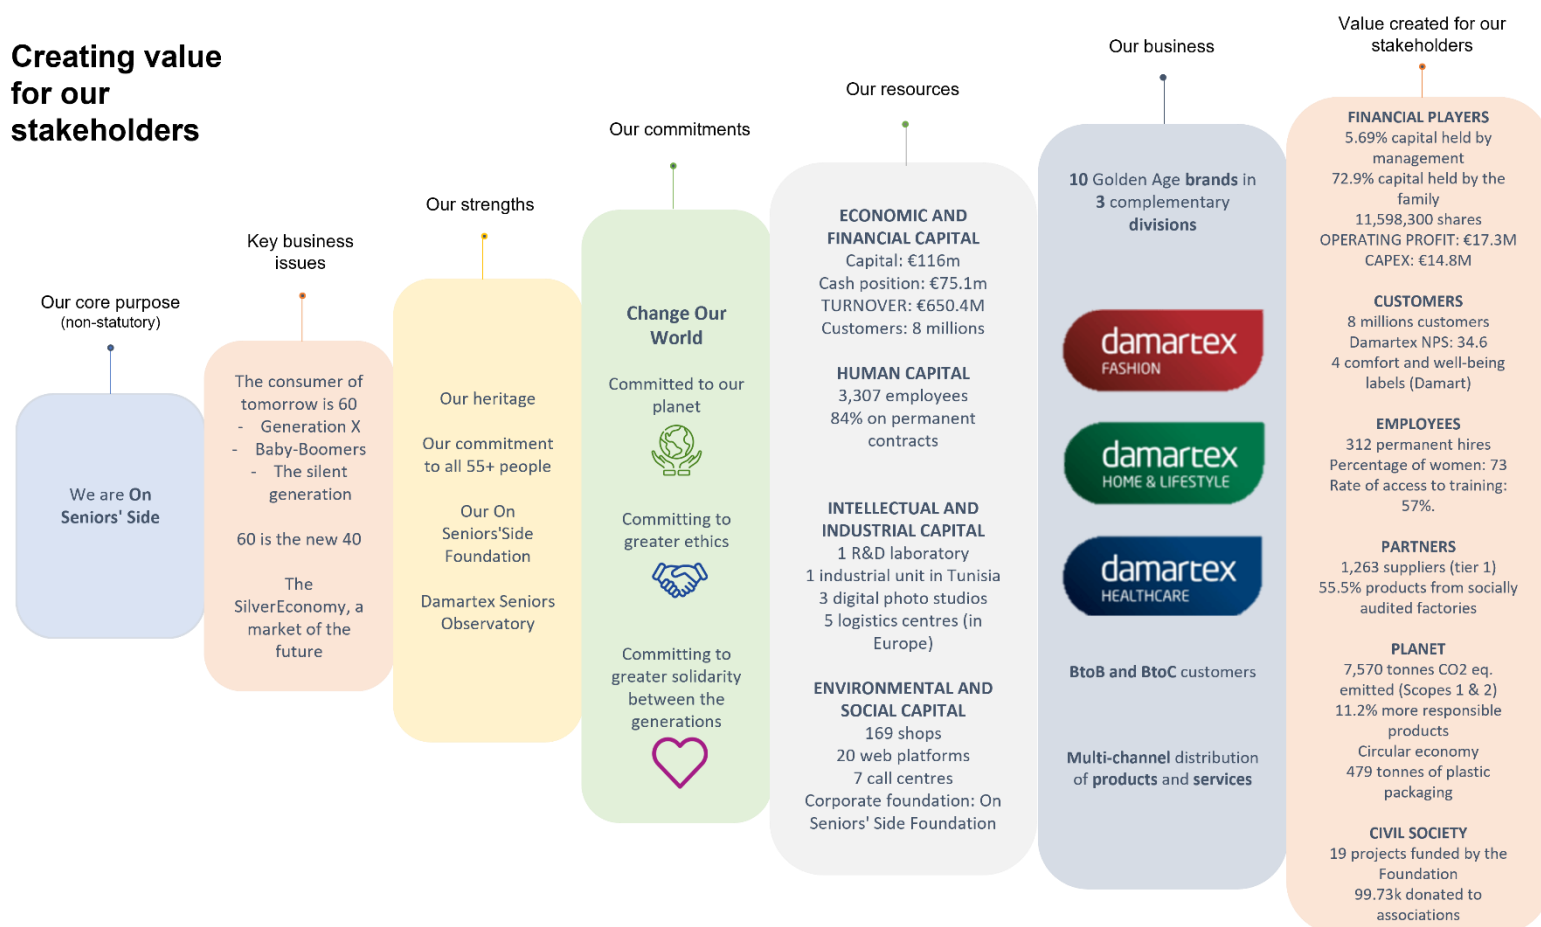 Creating value
for our
stakeholders
Our core purpose
(non-statutory)
We are On
Seniors' Side
Key business
issues
The consumer of
tomorrow is 60
- Generation X
- Baby-Boomers
- The silent
generation
60 is the new 40
The
SilverEconomy, a
market of the
future
Our strengths
Our heritage
Our commitment
to all 55+ people
Our On
Seniors'Side
Foundation
Damartex Seniors
Observatory
Our commitments
Change Our
World
Committed to our
planet
Committing to
greater ethics
Committing to
greater solidarity
between the
generations
Our resources
ECONOMIC AND
FINANCIAL CAPITAL
Capital: €116m
Cash position: €75.1m
TURNOVER: €650.4M
Customers: 8 millions
HUMAN CAPITAL
3,307 employees
84% on permanent
contracts
INTELLECTUAL AND
INDUSTRIAL CAPITAL
1 R&D laboratory
1 industrial unit in Tunisia
3 digital photo studios
5 logistics centres (in
Europe)
ENVIRONMENTAL AND
SOCIAL CAPITAL
169 shops
20 web platforms
7 call centres
Corporate foundation: On
Seniors' Side Foundation
Our business
10 Golden Age brands in
3 complementary
divisions
damartex
FASHION
damartex
HOME & LIFESTYLE
damartex
HEALTHCARE
BtoB and BtoC customers
Multi-channel distribution
of products and services
Value created for our
stakeholders
FINANCIAL PLAYERS
5.69% capital held by
management
72.9% capital held by the
family
11,598,300 shares
OPERATING PROFIT: €17.3M
CAPEX: €14.8M
CUSTOMERS
8 millions customers
Damartex NPS: 34.6
4 comfort and well-being
labels (Damart)
EMPLOYEES
312 permanent hires
Percentage of women: 73
Rate of access to training:
57%.
PARTNERS
1,263 suppliers (tier 1)
55.5% products from socially
audited factories
PLANET
7,570 tonnes CO2 eq.
emitted (Scopes 1 & 2)
11.2% more responsible
products
Circular economy
479 tonnes of plastic
packaging
CIVIL SOCIETY
19 projects funded by the
Foundation
99.73k donated to
associations